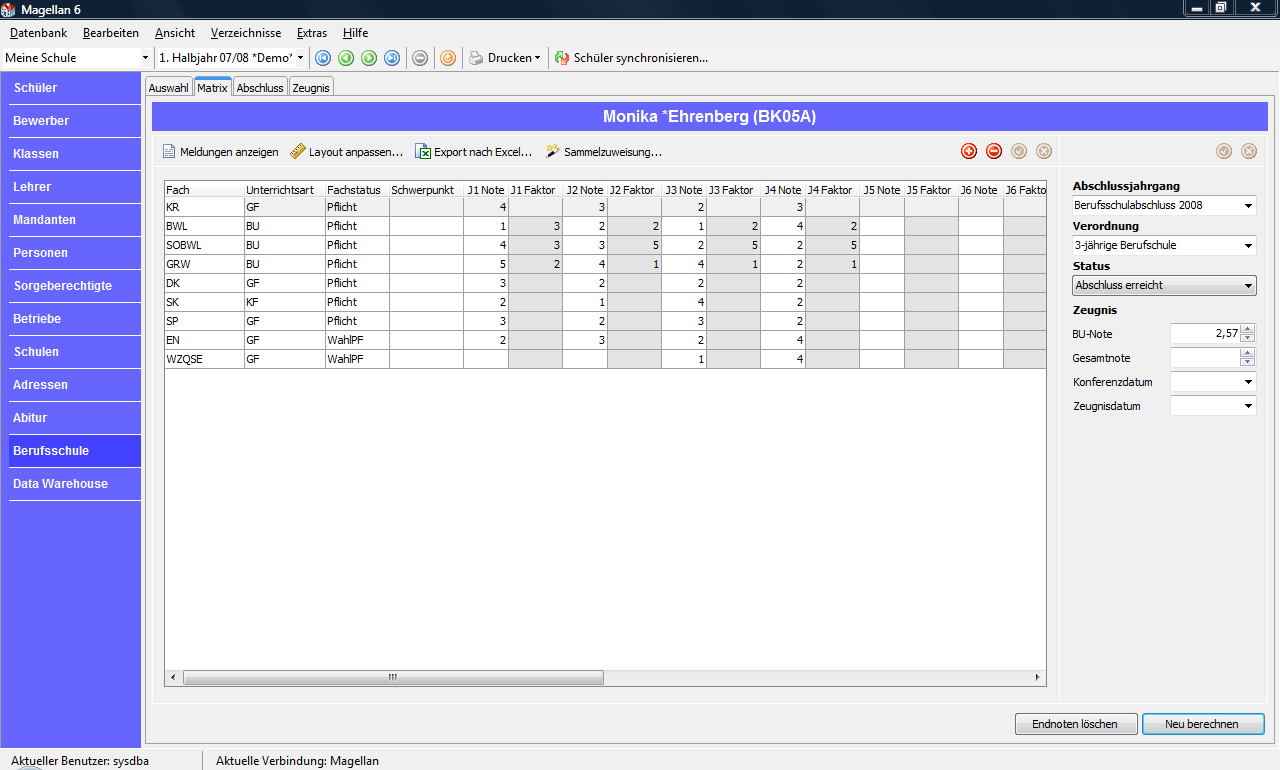 Magellan 6
Datenbank Bearbeiten Ansicht Verzeichnisse Extras Hilfe
Meine Schule 1. Halbjahr 07/08 *Demo* Drucken Schüler synchronisieren...
Schüler
Bewerber
Klassen
Lehrer
Mandanten
Personen
Sorgeberechtigte
Betriebe
Schulen
Adressen
Abitur
Berufsschule
Data Warehouse
Auswahl Matrix Abschluss Zeugnis
Monika *Ehrenberg (BK05A)
Meldungen anzeigen Layout anpassen... Export nach Excel... Sammelzuweisung...
Fach Unterrichtsart Fachstatus Schwerpunkt J1 Note J1 Faktor J2 Note J2 Faktor J3 Note J3 Faktor J4 Note J4 Faktor J5 Note J5 Faktor J6 Note J6 Fakto
KR GF Pflicht 4 3 2 3
BWL BU Pflicht 1 3 2 2 1 2 4 2
SOBWL BU Pflicht 4 3 3 5 2 5 2 5
GRW BU Pflicht 5 2 4 1 4 1 2 1
DK GF Pflicht 3 2 2 2
SK KF Pflicht 2 1 4 2
SP GF Pflicht 3 2 3 2
EN GF WahlPF 2 3 2 4
WZQSE GF WahlPF 1 4
Abschlussjahrgang
Berufsschulabschluss 2008
Verordnung
3-jährige Berufschule
Status
Abschluss erreicht
Zeugnis
BU-Note 2,57
Gesamtnote
Konferenzdatum
Zeugnisdatum
Endnoten löschen Neu berechnen
Aktueller Benutzer: sysdba Aktuelle Verbindung: Magellan